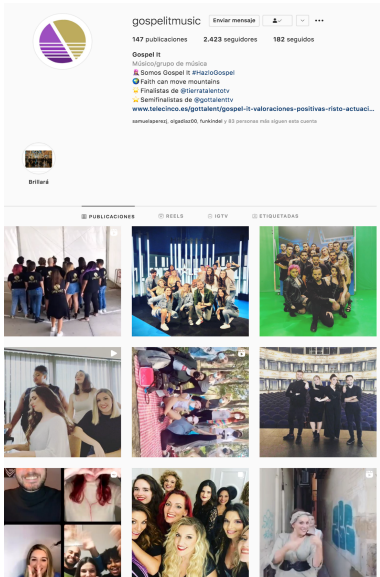 gospelitmusic Enviar mensaje
147 publicaciones 2.423 seguidores 182 seguidos
Gospel It
Músico/grupo de música
Somos Gospel It #HazloGospel
Faith can move mountains
Finalistas de @tierratalentotv
Semifinalistas de @gottalenttv
www.telecinco.es/gottalent/gospel-it-valoraciones-positivas-risto-actuaci...
samuelaperezj, olgadiaz00, funkindel y 93 personas más siguen esta cuenta
Brillará
PUBLICACIONES REELS IGTV ETIQUETADAS